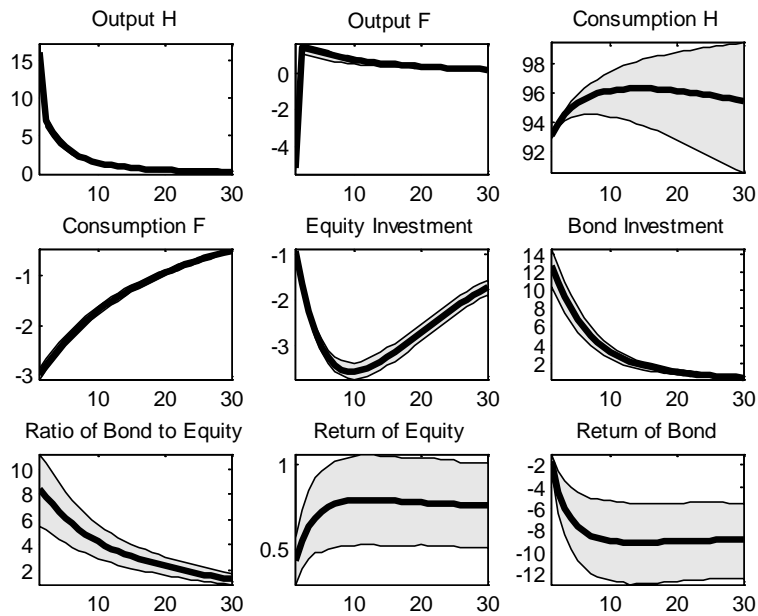 Output H
Output F
Consumption H
15
10
5
0
10 20 30
0
-2
-4
10 20 30
98
96
94
92
10 20 30
Consumption F
Equity Investment
Bond Investment
-1
-2
-3
10 20 30
-1
-2
-3
10 20 30
14
12
10
8
6
4
2
10 20 30
Ratio of Bond to Equity
Return of Equity
Return of Bond
10
8
6
4
2
10 20 30
1
0.5
10 20 30
-2
-4
-6
-8
-10
-12
10 20 30